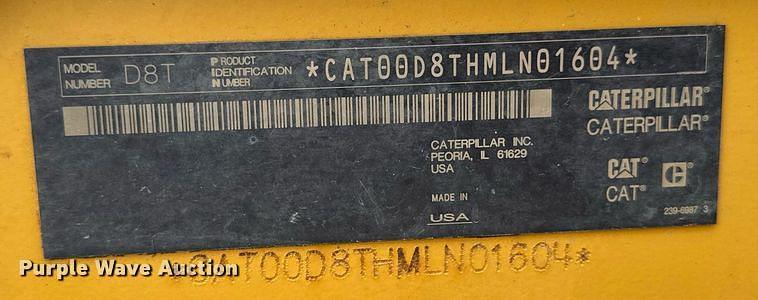 MODEL NUMBER D8T PRODUCT IDENTIFICATION NUMBER *CAT00D8THMLN01604*
CATERPILLAR®
CATERPILLAR®
CATERPILLAR INC.
PEORIA, IL 61629
USA
CAT® C®
CAT®
MADE IN
USA
239-6987 3
*CAT00D8THMLN01604*
Purple Wave Auction